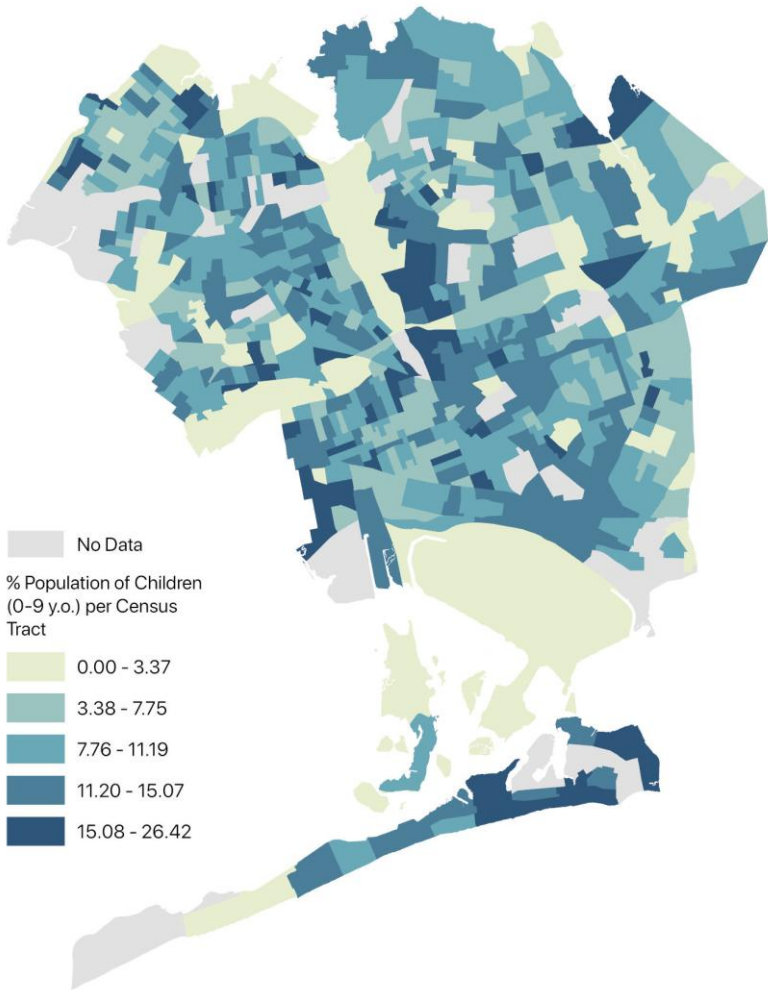 No Data
% Population of Children
(0-9 y.o.) per Census
Tract
0.00 - 3.37
3.38 - 7.75
7.76 - 11.19
11.20 - 15.07
15.08 - 26.42